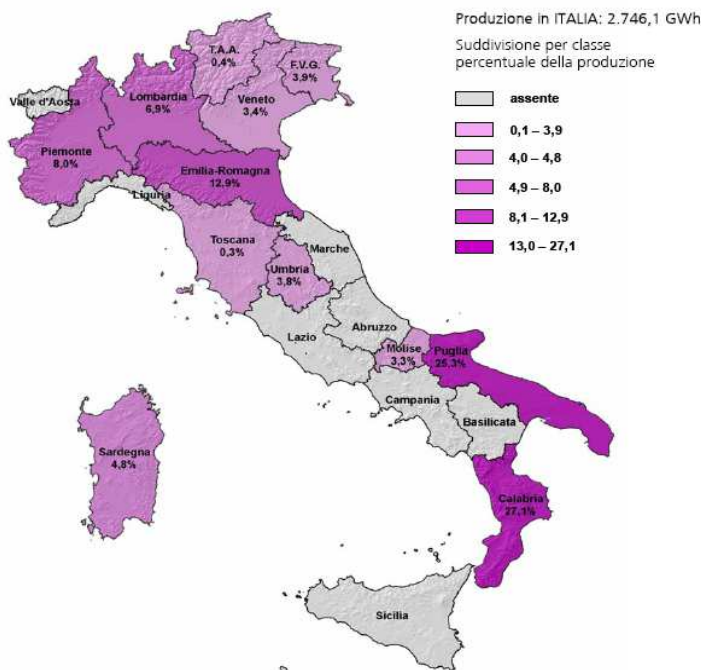 Produzione in ITALIA: 2.746,1 GWh
Suddivisione per classe
percentuale della produzione
assente
0,1 – 3,9
4,0 – 4,8
4,9 – 8,0
8,1 – 12,9
13,0 – 27,1
T.A.A.
0,4%
F.V.G.
3,9%
Valle d'Aosta
Lombardia
6,9%
Veneto
3,4%
Piemonte
8,0%
Emilia-Romagna
12,9%
Liguria
Toscana
0,3%
Marche
Umbria
3,8%
Lazio
Abruzzo
Molise
3,3%
Puglia
25,3%
Campania
Basilicata
Sardegna
4,8%
Calabria
27,1%
Sicilia